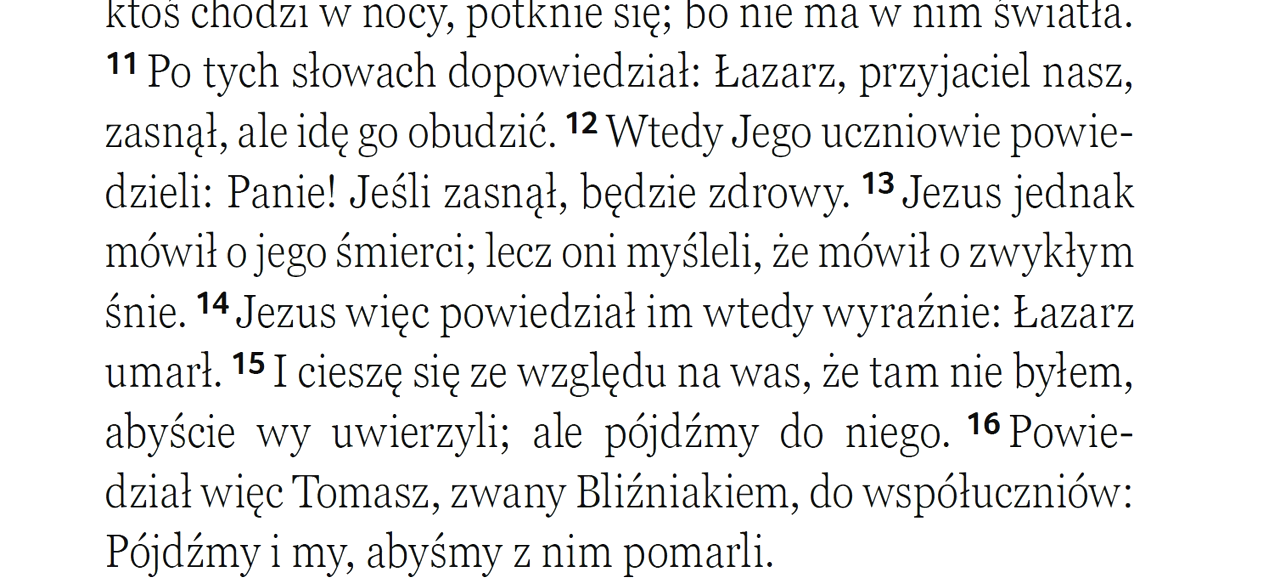 ktoś chodzi w nocy, potknie się; bo nie ma w nim światła.
11 Po tych słowach dopowiedział: Łazarz, przyjaciel nasz,
zasnął, ale idę go obudzić. 12 Wtedy Jego uczniowie powie-
dzieli: Panie! Jeśli zasnął, będzie zdrowy. 13 Jezus jednak
mówił o jego śmierci; lecz oni myśleli, że mówił o zwykłym
śnie. 14 Jezus więc powiedział im wtedy wyraźnie: Łazarz
umarł. 15 I cieszę się ze względu na was, że tam nie byłem,
abyście wy uwierzyli; ale pójdźmy do niego. 16 Powie-
dział więc Tomasz, zwany Bliźniakiem, do współuczniów:
Pójdźmy i my, abyśmy z nim pomarli.